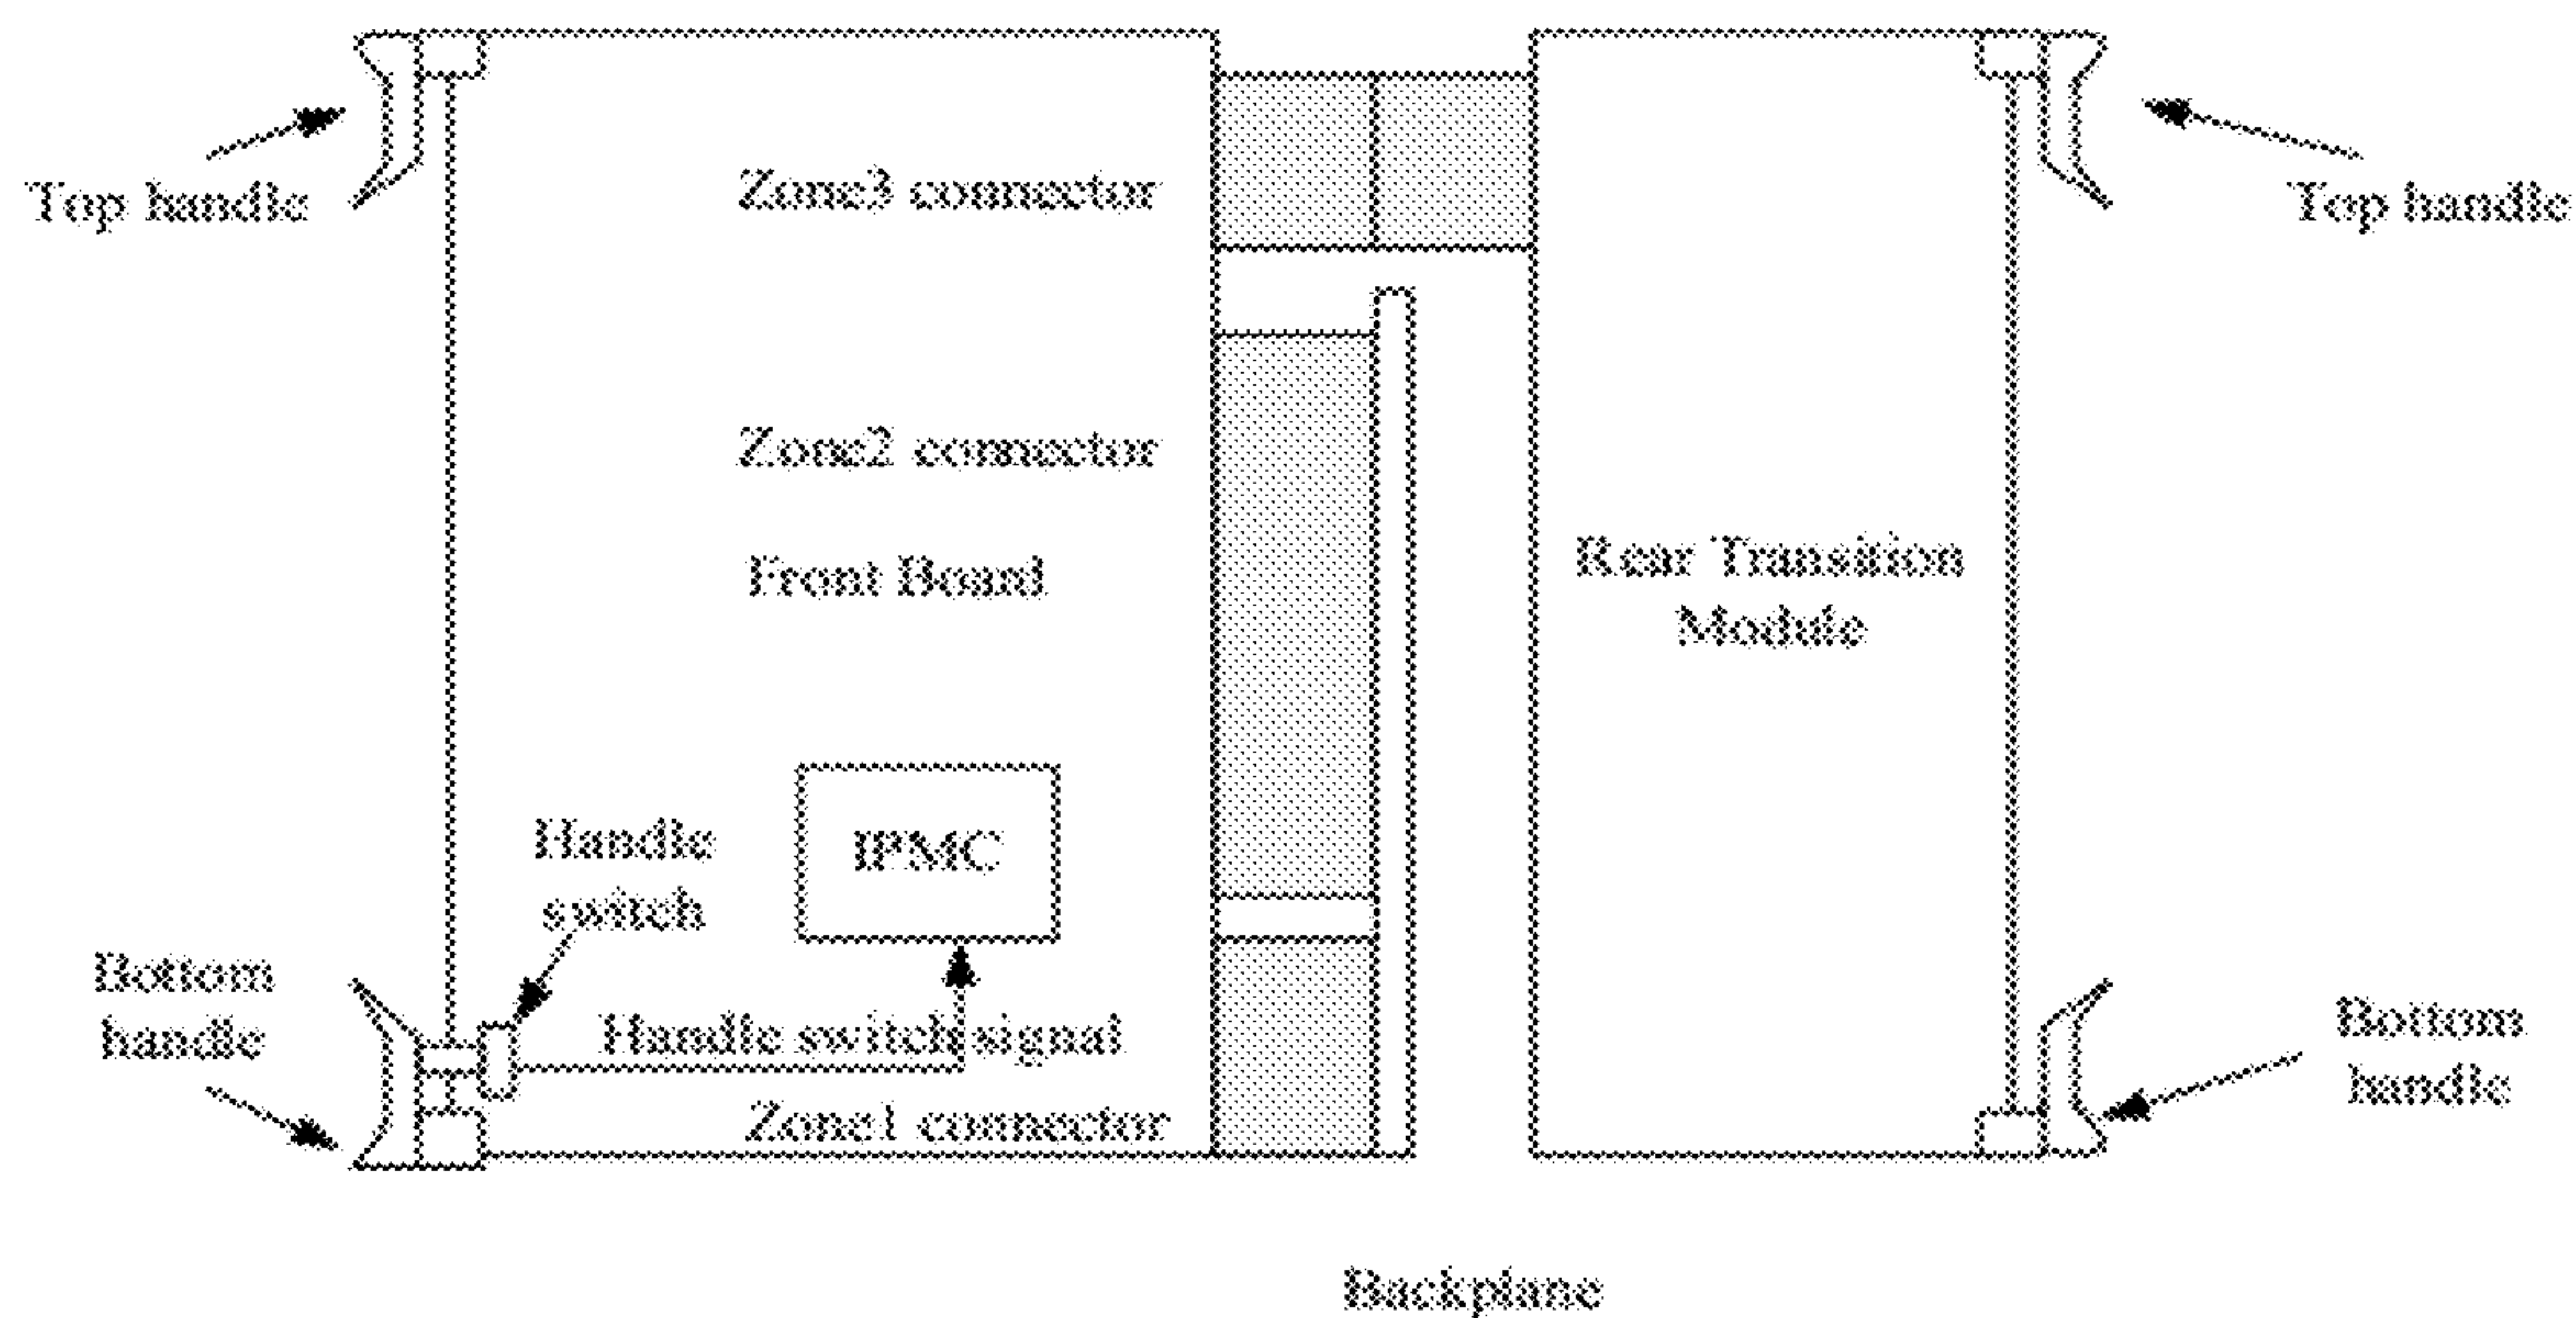 Top handle
Zone3 connector
Top handle
Zone2 connector
Front Board
Rear Transition
Module
Handle
switch
IPMC
Bottom
handle
Handle switch signal
Bottom
handle
Zone1 connector
Backplane